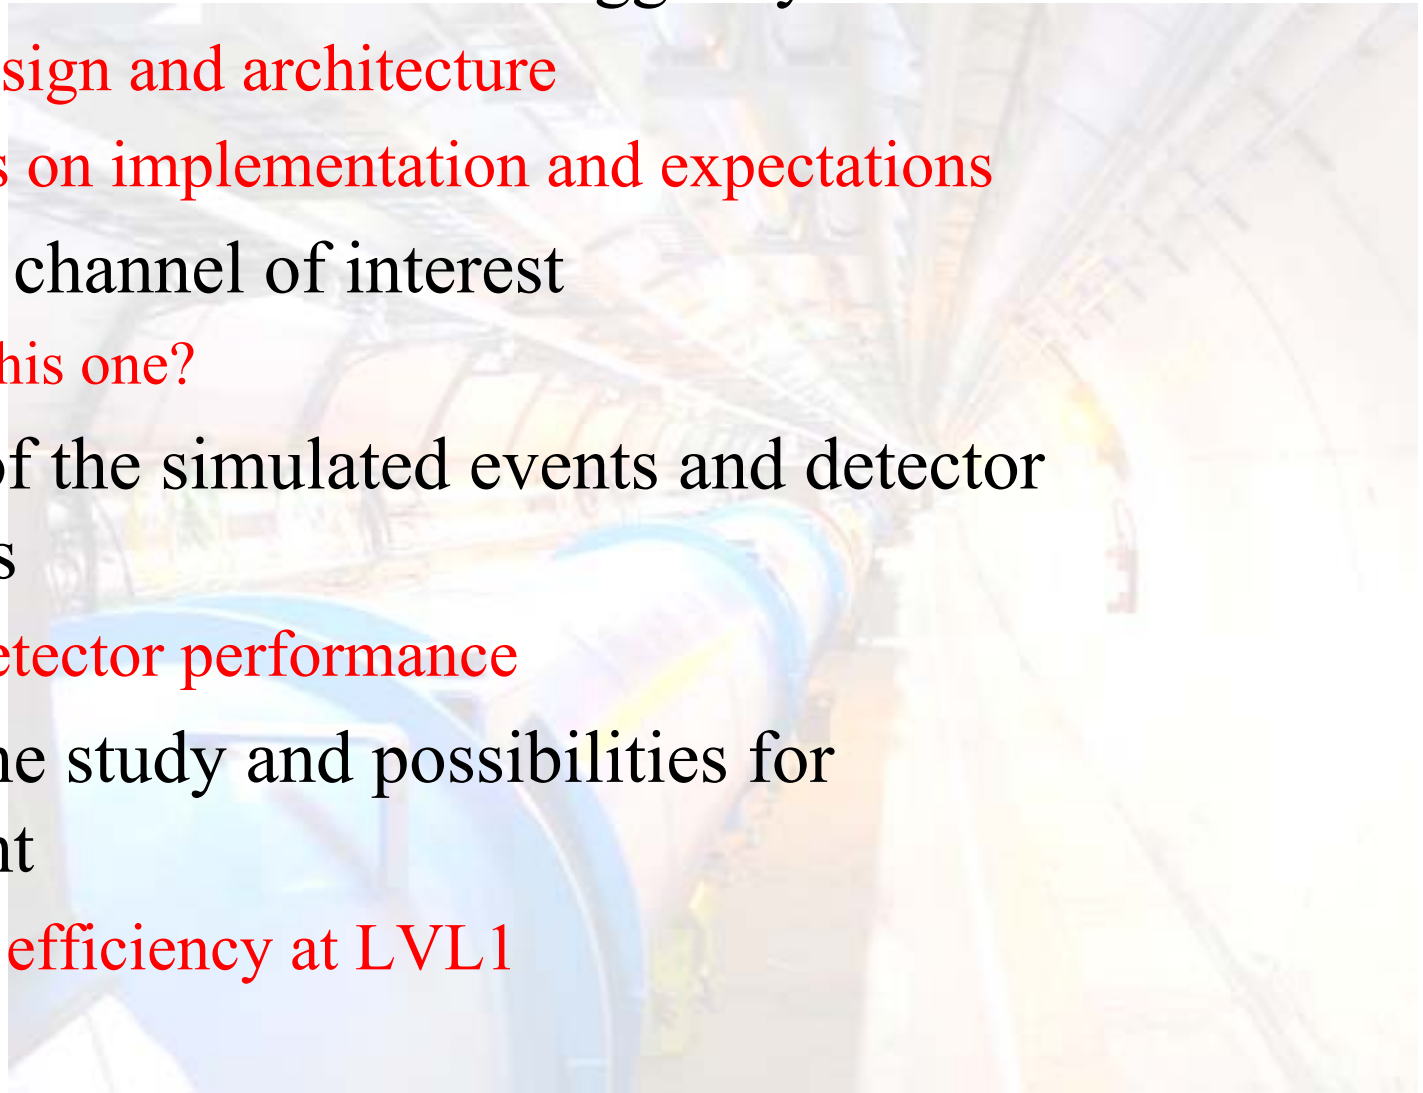 sign and architecture
on implementation and expectations
channel of interest
his one?
of the simulated events and detector
s
etector performance
he study and possibilities for
nt
efficiency at LVL1